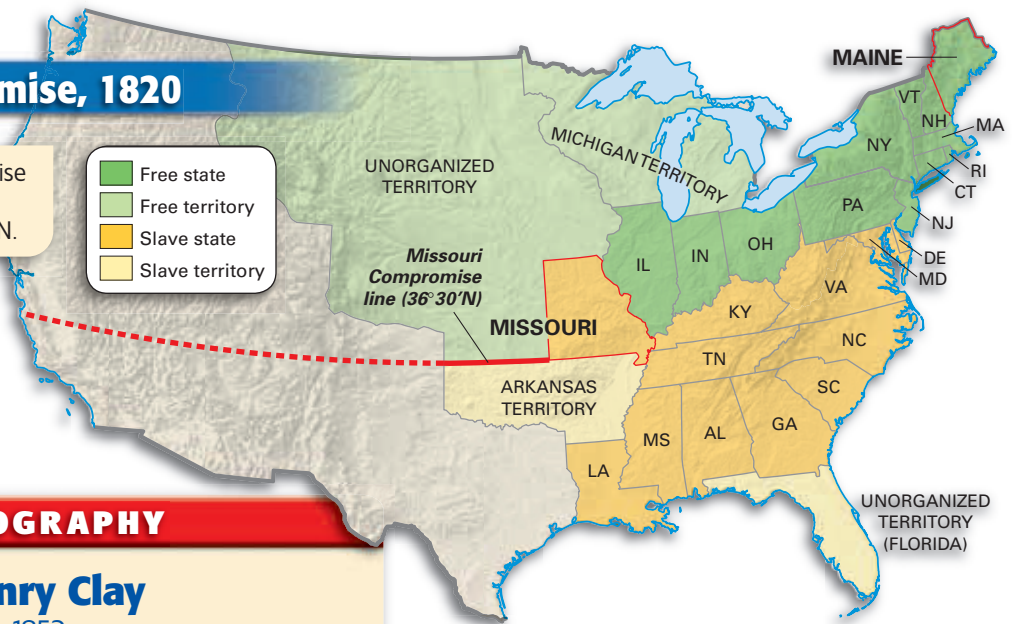 mise, 1820
ise
N.
Free state
Free territory
Slave state
Slave territory
UNORGANIZED
TERRITORY
MICHIGAN TERRITORY
Missouri
Compromise
line (36°30'N)
MISSOURI
ARKANSAS
TERRITORY
MAINE
VT
NH
MA
NY
RI
CT
PA
NJ
DE
MD
IL
IN
OH
VA
KY
NC
TN
SC
MS
AL
GA
LA
UNORGANIZED
TERRITORY
(FLORIDA)
OGRAPHY
nry Clay